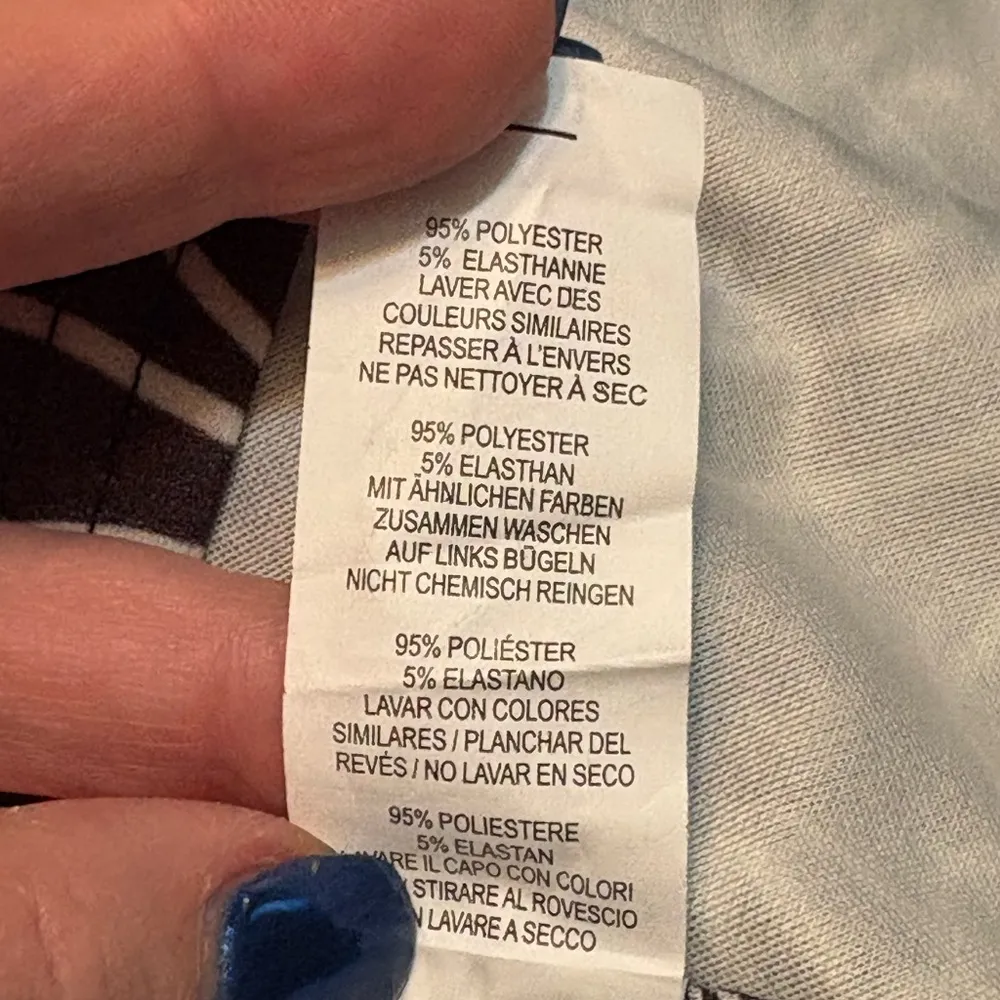 95% POLYESTER
5% ELASTHANNE
LAVER AVEC DES
COULEURS SIMILAIRES
REPASSER À L'ENVERS
NE PAS NETTOYER À SEC
95% POLYESTER
5% ELASTHAN
MIT ÄHNLICHEN FARBEN
ZUSAMMEN WASCHEN
AUF LINKS BÜGELN
NICHT CHEMISCH REINGEN
95% POLIÉSTER
5% ELASTANO
LAVAR CON COLORES
SIMILARES / PLANCHAR DEL
REVÉS / NO LAVAR EN SECO
95% POLIESTERE
5% ELASTAN
IL CAPO CON COLORI
STIRARE AL ROVESCIO
LAVARE A SECCO